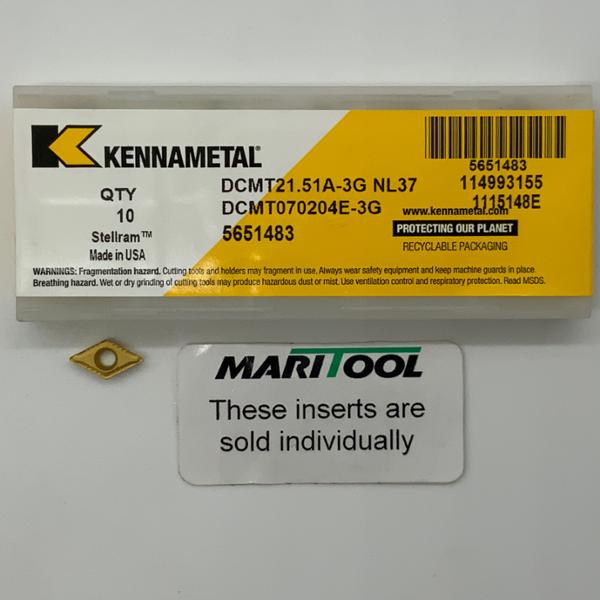 KENNAMETAL®
QTY
10
Stellram™
Made in USA
DCMT21.51A-3G NL37
DCMT070204E-3G
5651483
5651483
114993155
1115148E
www.kennametal.com
PROTECTING OUR PLANET
RECYCLABLE PACKAGING
WARNINGS: Fragmentation hazard. Cutting tools and holders may fragment in use. Always wear safety equipment and keep machine guards in place
Breathing hazard. Wet or dry grinding of cutting tools may produce hazardous dust or mist. Use ventilation control and respiratory protection. Read MSDS.
MARITOOL
These inserts are
sold individually